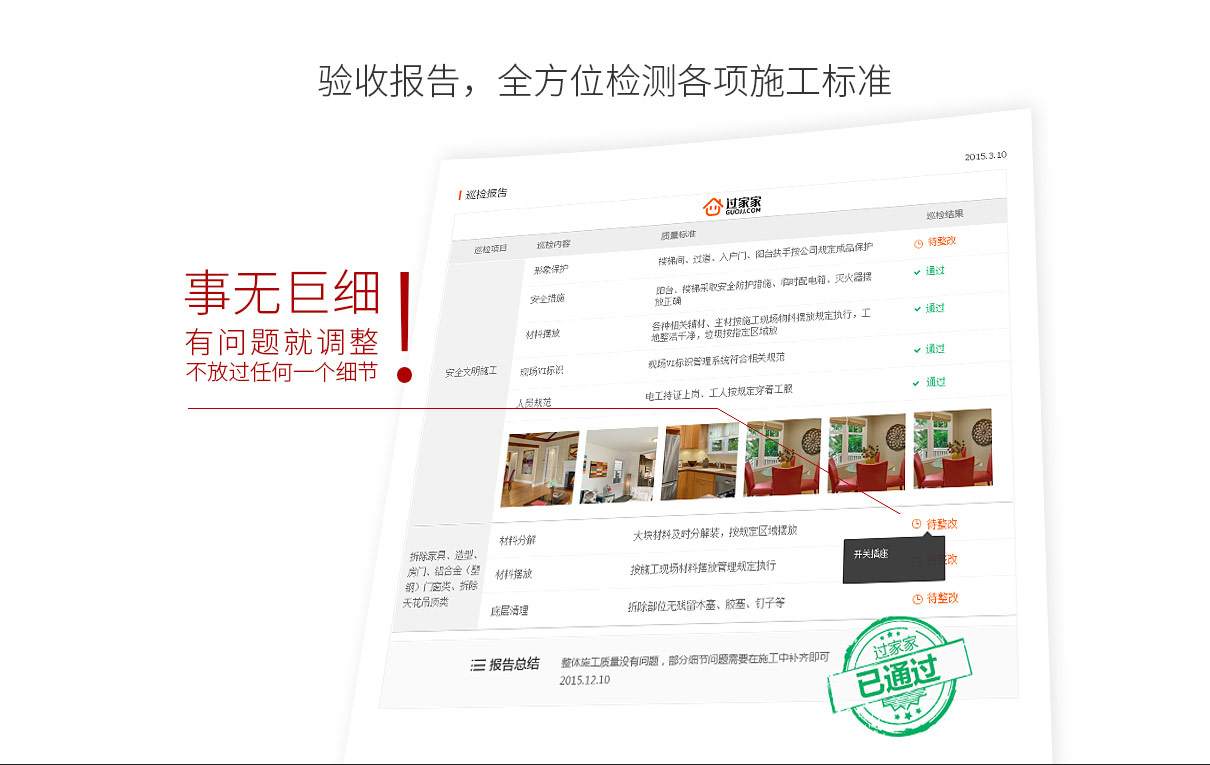 验收报告，全方位检测各项施工标准
2015.3.10
巡检报告
过家家
GUOJJ.COM
巡检项目 巡检内容 质量标准 巡检结果
安全文明施工
形象保护 楼梯间、过道、入户门、阳台扶手按公司规定成品保护 待整改
安全措施 阳台、楼梯采取安全防护措施、临时配电箱、灭火器摆
放正确 通过
材料摆放 各种相关辅材、主材按施工现场物料摆放规定执行，工
地整洁干净，垃圾按指定区域放 通过
现场VI标识 现场VI标识管理系统符合相关规范 通过
人员规范 电工持证上岗、工人按规定穿着工服 通过
事无巨细
有问题就调整
不放过任何一个细节
！
拆除家具、造型、
房门、铝合金（塑
钢）门窗类、拆除
天花吊顶类
材料分解 大块材料及时分解装，按规定区域摆放 待整改
开关插座
材料摆放 按施工现场材料摆放管理规定执行 待整改
底层清理 拆除部位无残留木塞、胶塞、钉子等 待整改
报告总结 整体施工质量没有问题，部分细节问题需要在施工中补齐即可
2015.12.10
过家家
已通过